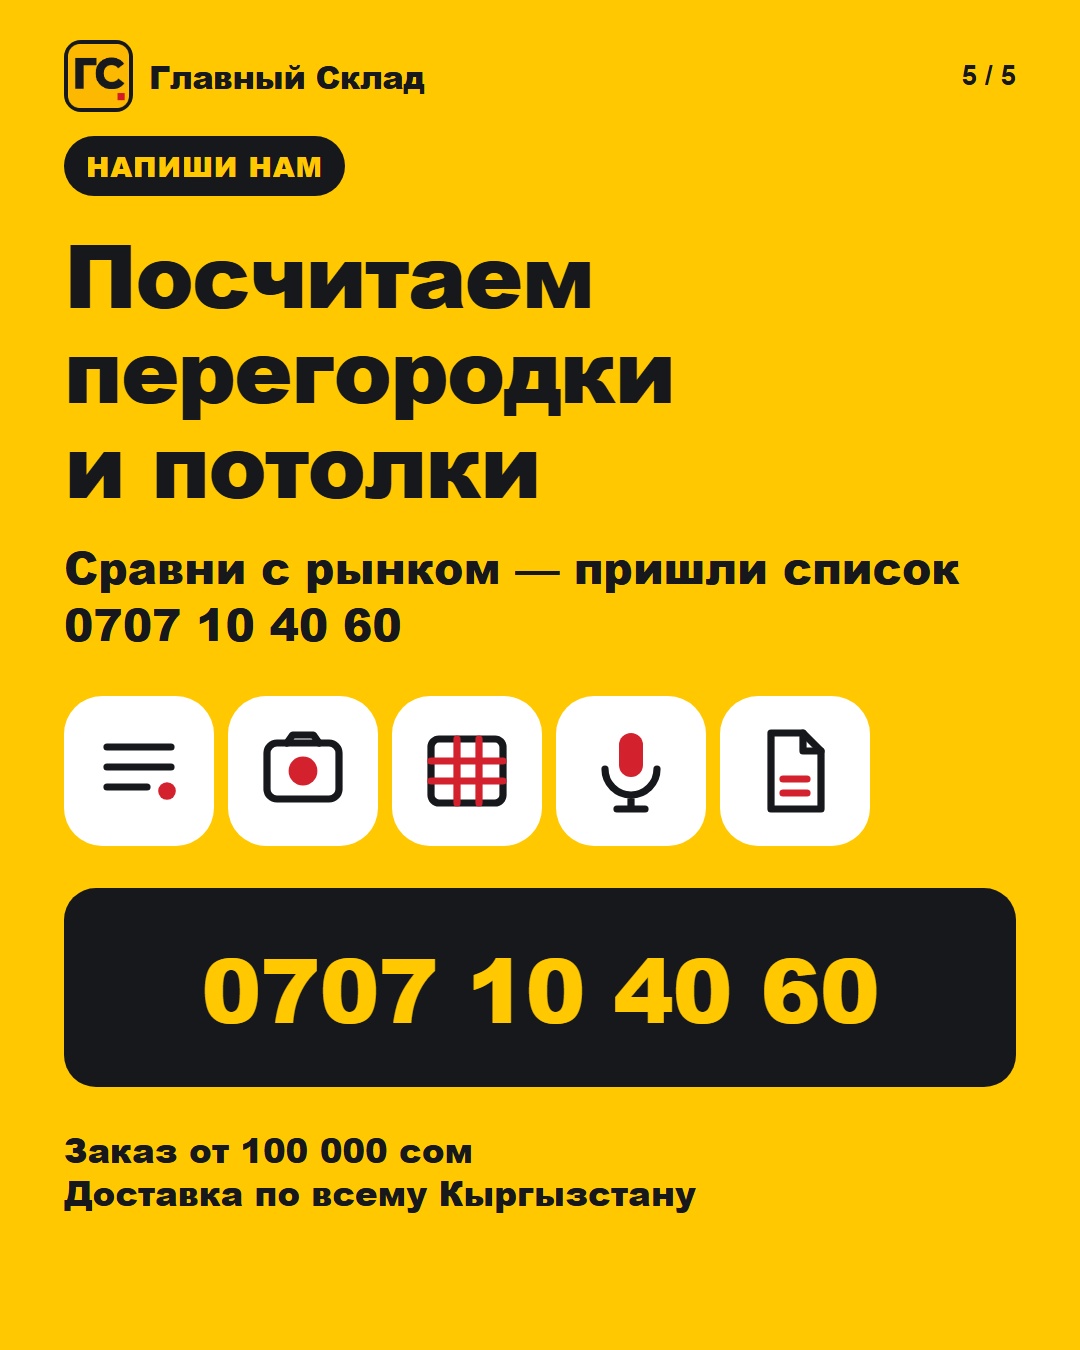 ГС
Главный Склад
5 / 5
НАПИШИ НАМ
Посчитаем
перегородки
и потолки
Сравни с рынком — пришли список
0707 10 40 60
0707 10 40 60
Заказ от 100 000 сом
Доставка по всему Кыргызстану